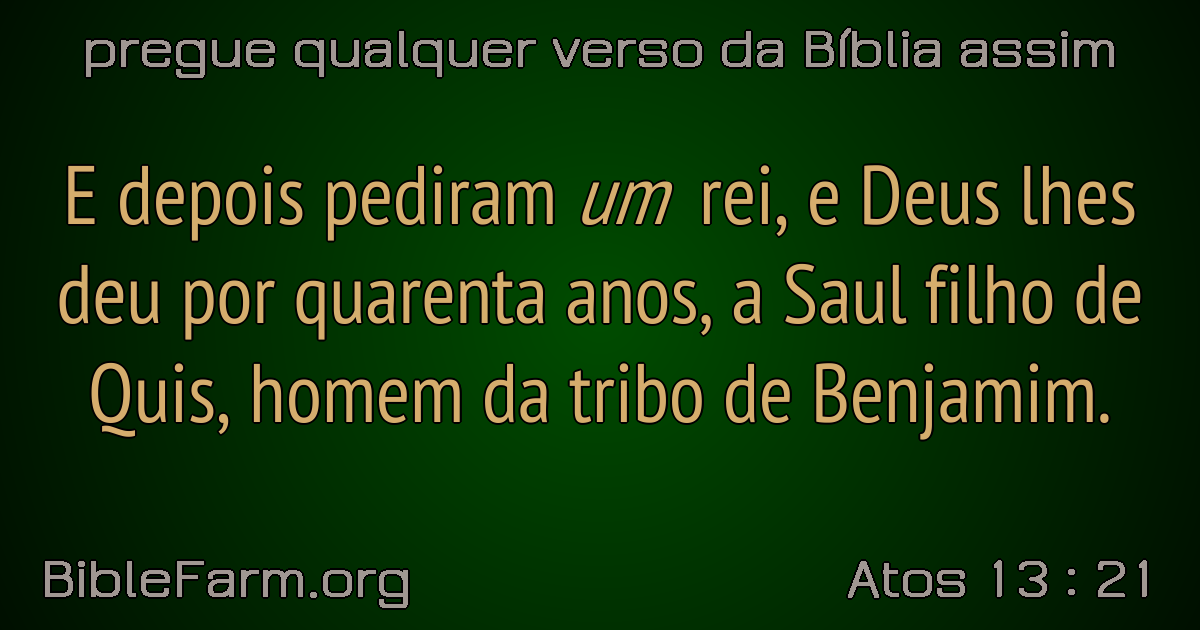 pregue qualquer verso da Bíblia assim
E depois pediram um rei, e Deus lhes
deu por quarenta anos, a Saul filho de
Quis, homem da tribo de Benjamim.
BibleFarm.org
Atos 13 : 21